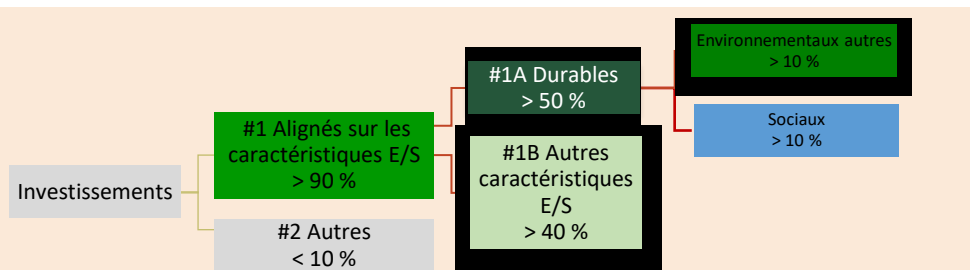 Investissements
#1 Alignés sur les
caractéristiques E/S
> 90 %
#2 Autres
< 10 %
#1A Durables
> 50 %
#1B Autres
caractéristiques
E/S
> 40 %
Environnementaux autres
> 10 %
Sociaux
> 10 %